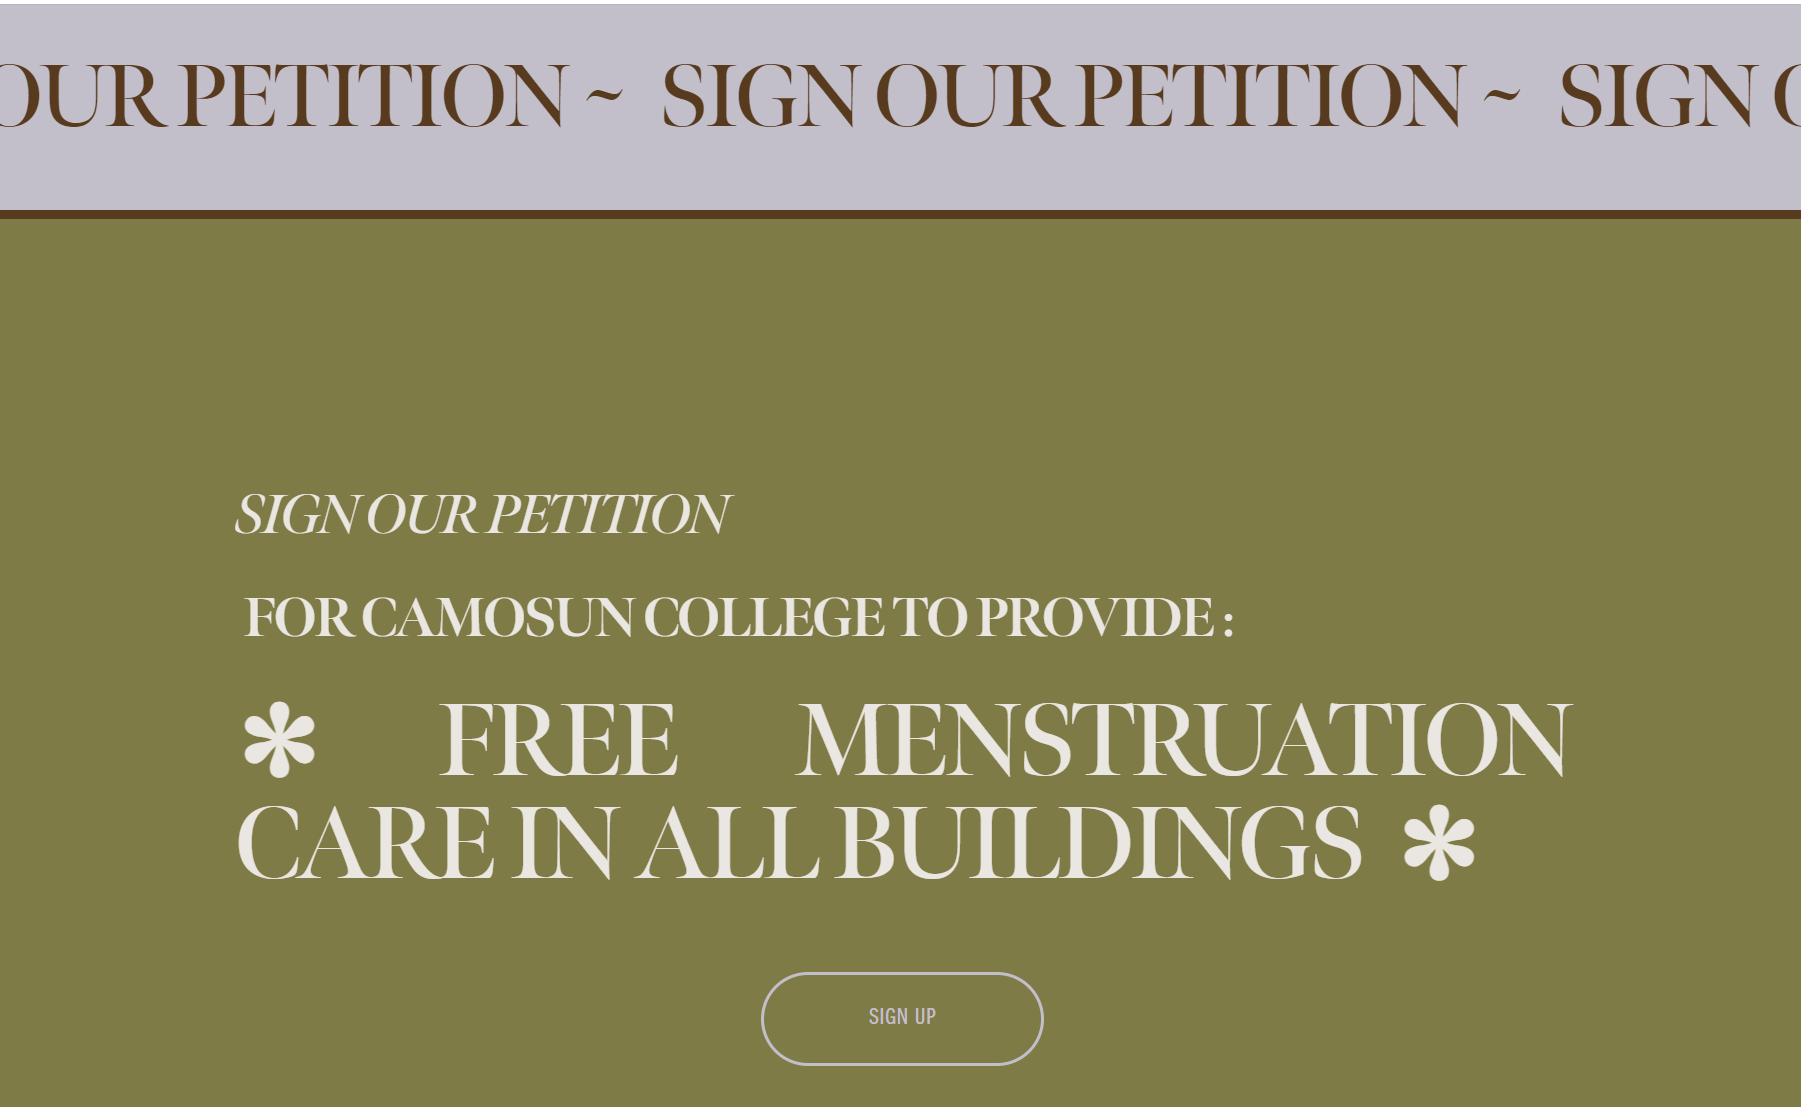 OUR PETITION ~ SIGN OUR PETITION ~ SIGN
SIGN OUR PETITION
FOR CAMOSUN COLLEGE TO PROVIDE :
✻ FREE MENSTRUATION
CARE IN ALL BUILDINGS ✻
SIGN UP